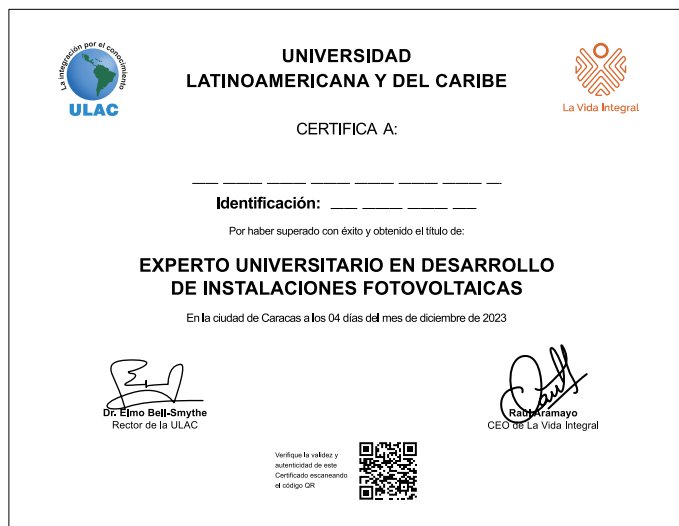 La integración por el conocimiento
ULAC
UNIVERSIDAD
LATINOAMERICANA Y DEL CARIBE
La Vida Integral
CERTIFICA A:
Identificación:
Por haber superado con éxito y obtenido el título de:
EXPERTO UNIVERSITARIO EN DESARROLLO
DE INSTALACIONES FOTOVOLTAICAS
En la ciudad de Caracas a los 04 días del mes de diciembre de 2023
Dr. Elmo Bell-Smythe
Rector de la ULAC
Raúl Aramayo
CEO de La Vida Integral
Verifique la validez y
autenticidad de este
Certificado escaneando
el código QR